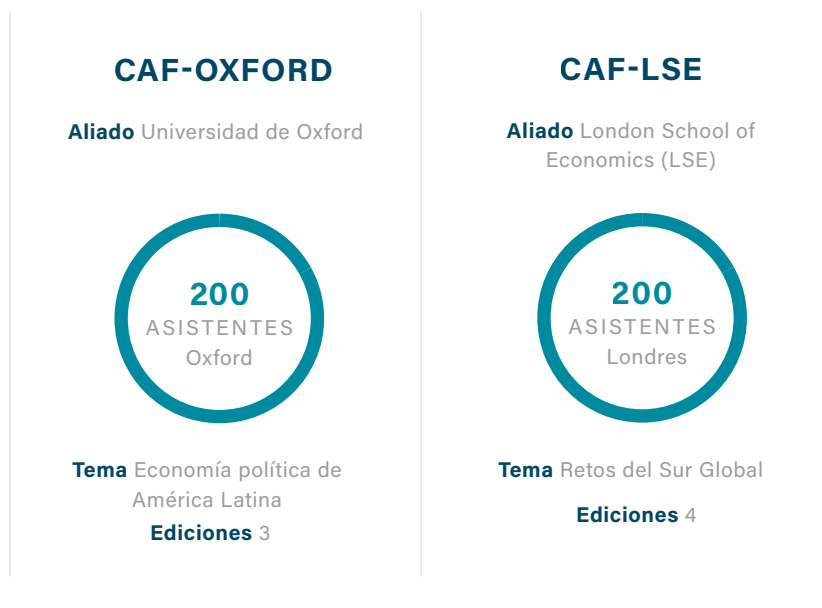 CAF-OXFORD
Aliado Universidad de Oxford
200
ASISTENTES
Oxford
Tema Economía política de
América Latina
Ediciones 3
CAF-LSE
Aliado London School of
Economics (LSE)
200
ASISTENTES
Londres
Tema Retos del Sur Global
Ediciones 4